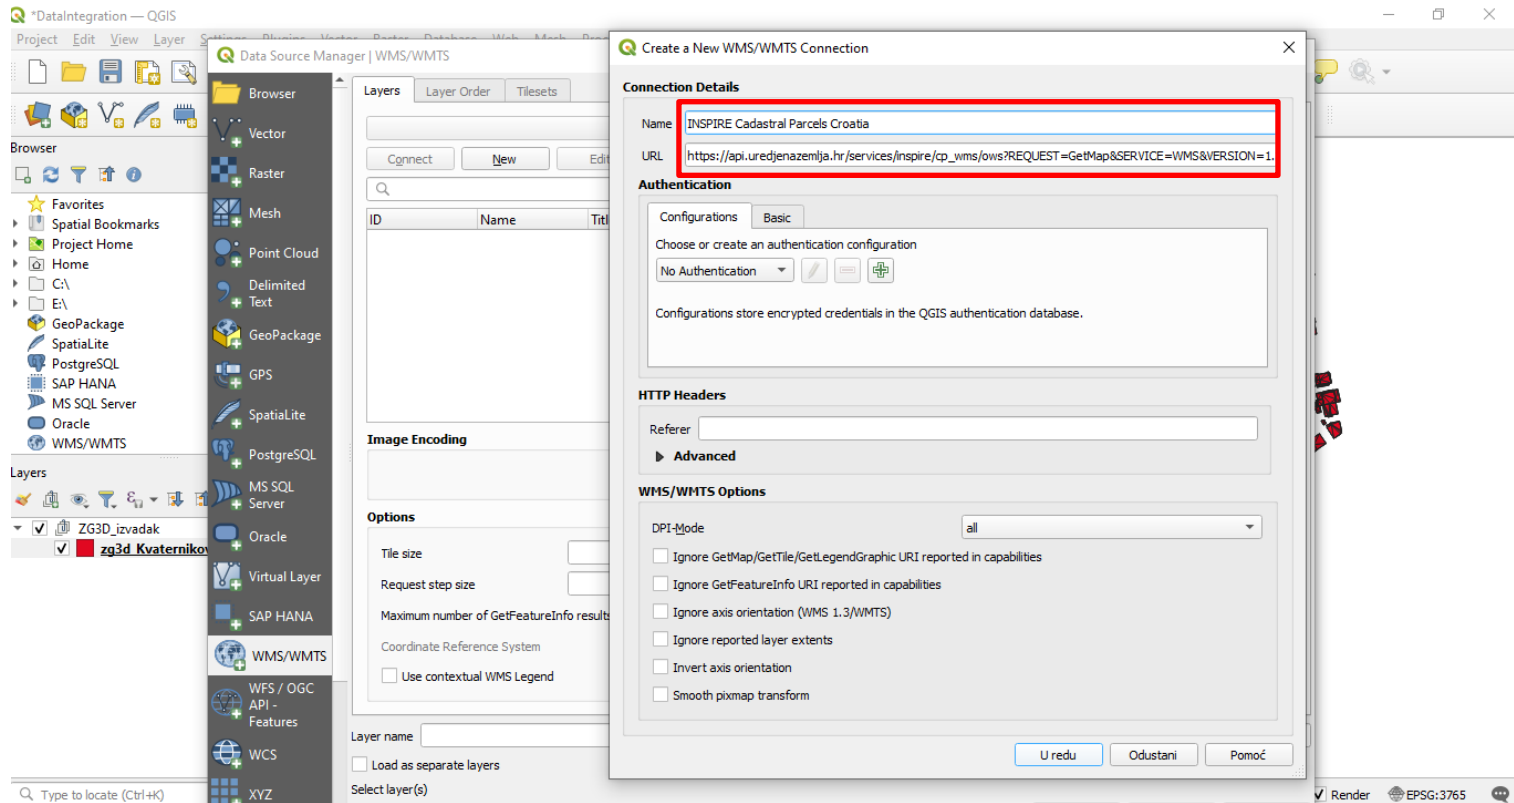 *DataIntegration — QGIS
Project Edit View Layer Settings Plugins Vector Raster Database Web Mesh
Browser
Favorites
Spatial Bookmarks
Project Home
Home
C:\
E:\
GeoPackage
SpatiaLite
PostgreSQL
SAP HANA
MS SQL Server
Oracle
WMS/WMTS
Layers
ZG3D_izvadak
zg3d_Kvaternikov
Type to locate (Ctrl+K)
Data Source Manager | WMS/WMTS
Browser
Vector
Raster
Mesh
Point Cloud
Delimited
Text
GeoPackage
GPS
SpatiaLite
PostgreSQL
MS SQL
Server
Oracle
Virtual Layer
SAP HANA
WMS/WMTS
WFS / OGC
API -
Features
WCS
XYZ
Layers Layer Order Tilesets
Connect New Edit
ID Name Titl
Image Encoding
Options
Tile size
Request step size
Maximum number of GetFeatureInfo results
Coordinate Reference System
Use contextual WMS Legend
Layer name
Load as separate layers
Select layer(s)
Create a New WMS/WMTS Connection
Connection Details
Name INSPIRE Cadastral Parcels Croatia
URL https://api.uredjenazemlja.hr/services/inspire/cp_wms/ows?REQUEST=GetMap&SERVICE=WMS&VERSION=1.
Authentication
Configurations Basic
Choose or create an authentication configuration
No Authentication
Configurations store encrypted credentials in the QGIS authentication database.
HTTP Headers
Referer
Advanced
WMS/WMTS Options
DPI-Mode all
Ignore GetMap/GetTile/GetLegendGraphic URI reported in capabilities
Ignore GetFeatureInfo URI reported in capabilities
Ignore axis orientation (WMS 1.3/WMTS)
Ignore reported layer extents
Invert axis orientation
Smooth pixmap transform
U redu Odustani Pomoć
Render EPSG:3765